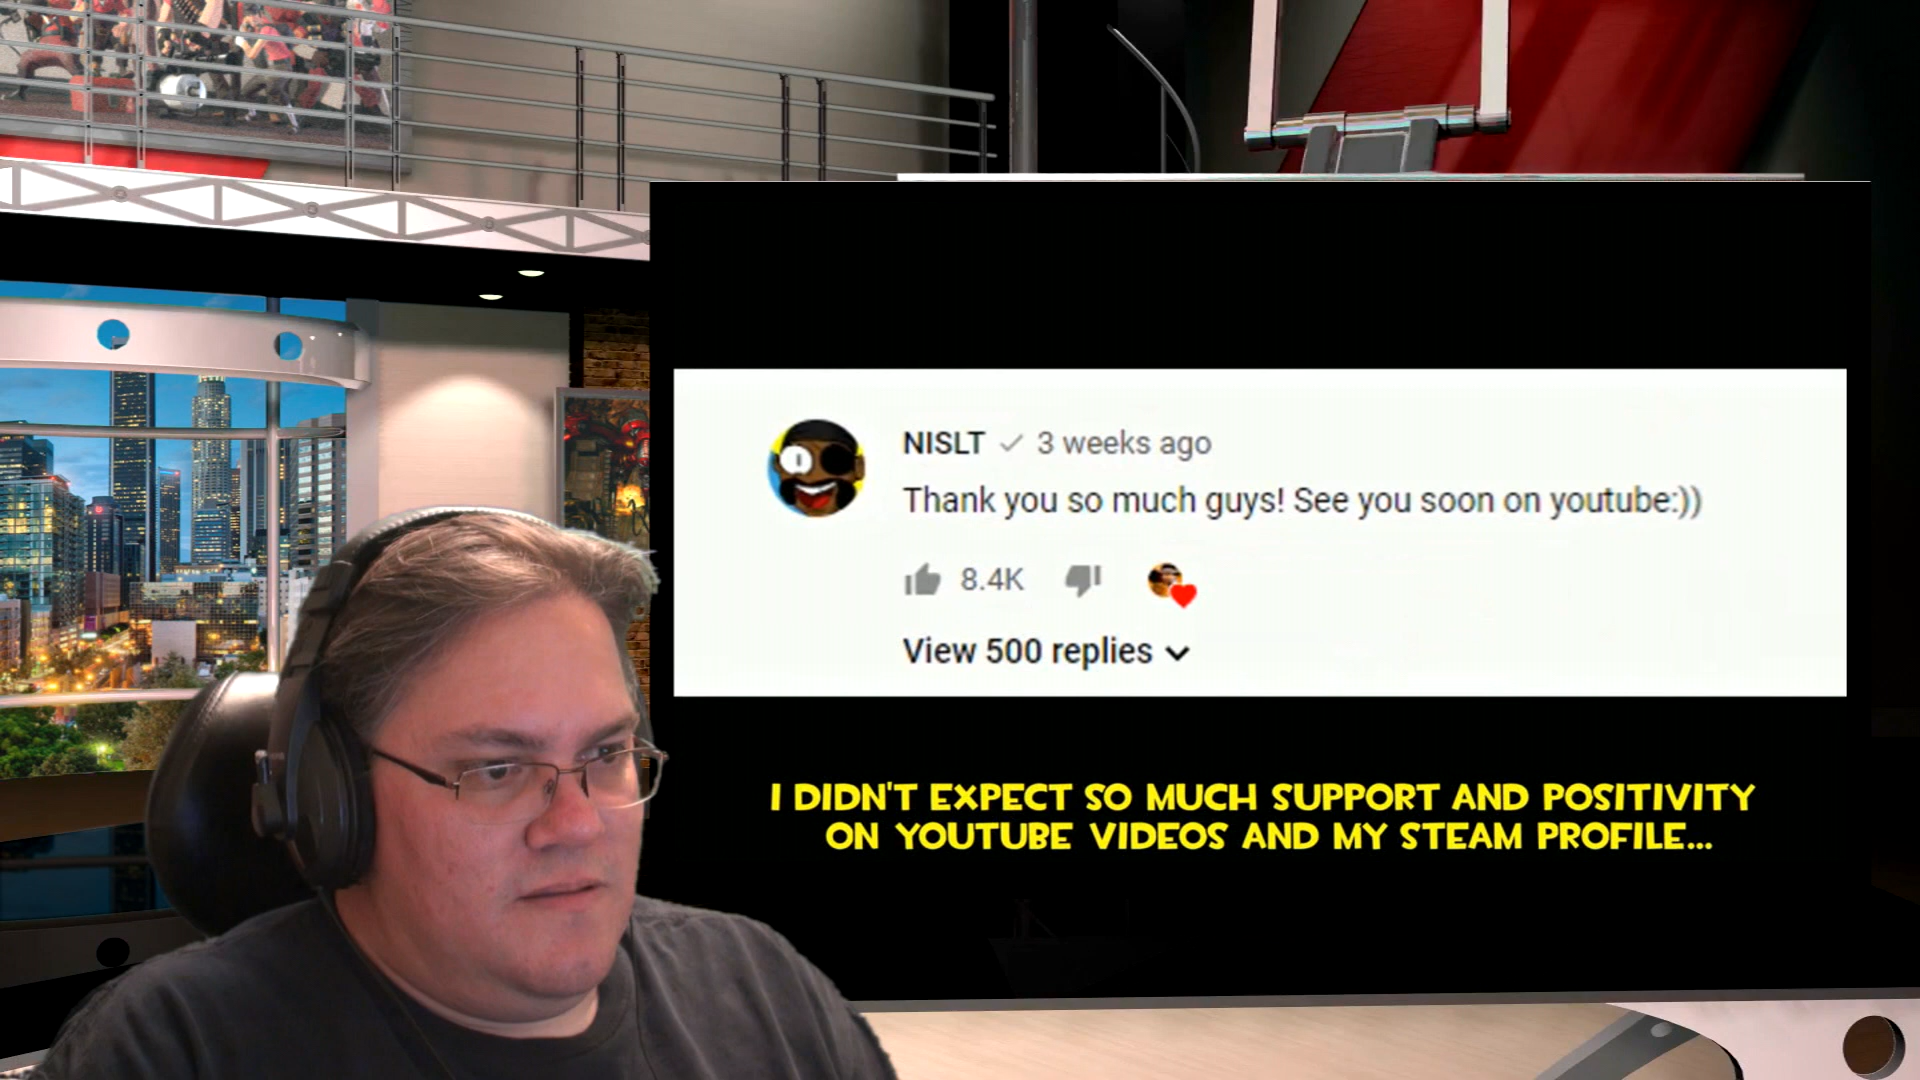 NISLT ✓ 3 weeks ago
Thank you so much guys! See you soon on youtube:))
8.4K
View 500 replies
I DIDN'T EXPECT SO MUCH SUPPORT AND POSITIVITY
ON YOUTUBE VIDEOS AND MY STEAM PROFILE...